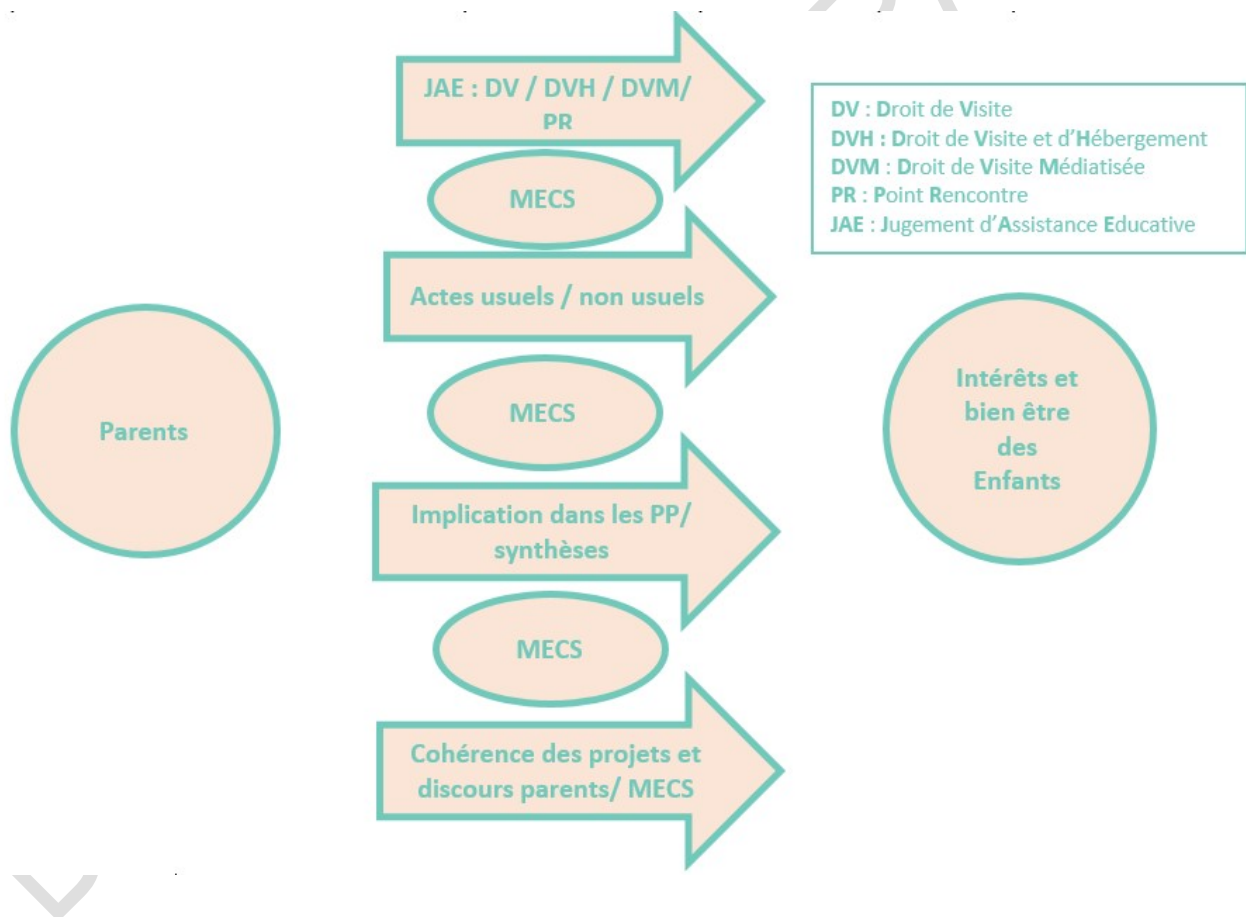 JAE : DV / DVH / DVM/
PR
MECS
Actes usuels / non usuels
MECS
Implication dans les PP/
synthèses
MECS
Cohérence des projets et
discours parents/ MECS
Parents
DV : Droit de Visite
DVH : Droit de Visite et d’Hébergement
DVM : Droit de Visite Médiatisée
PR : Point Rencontre
JAE : Jugement d’Assistance Educative
Intérêts et
bien être
des
Enfants